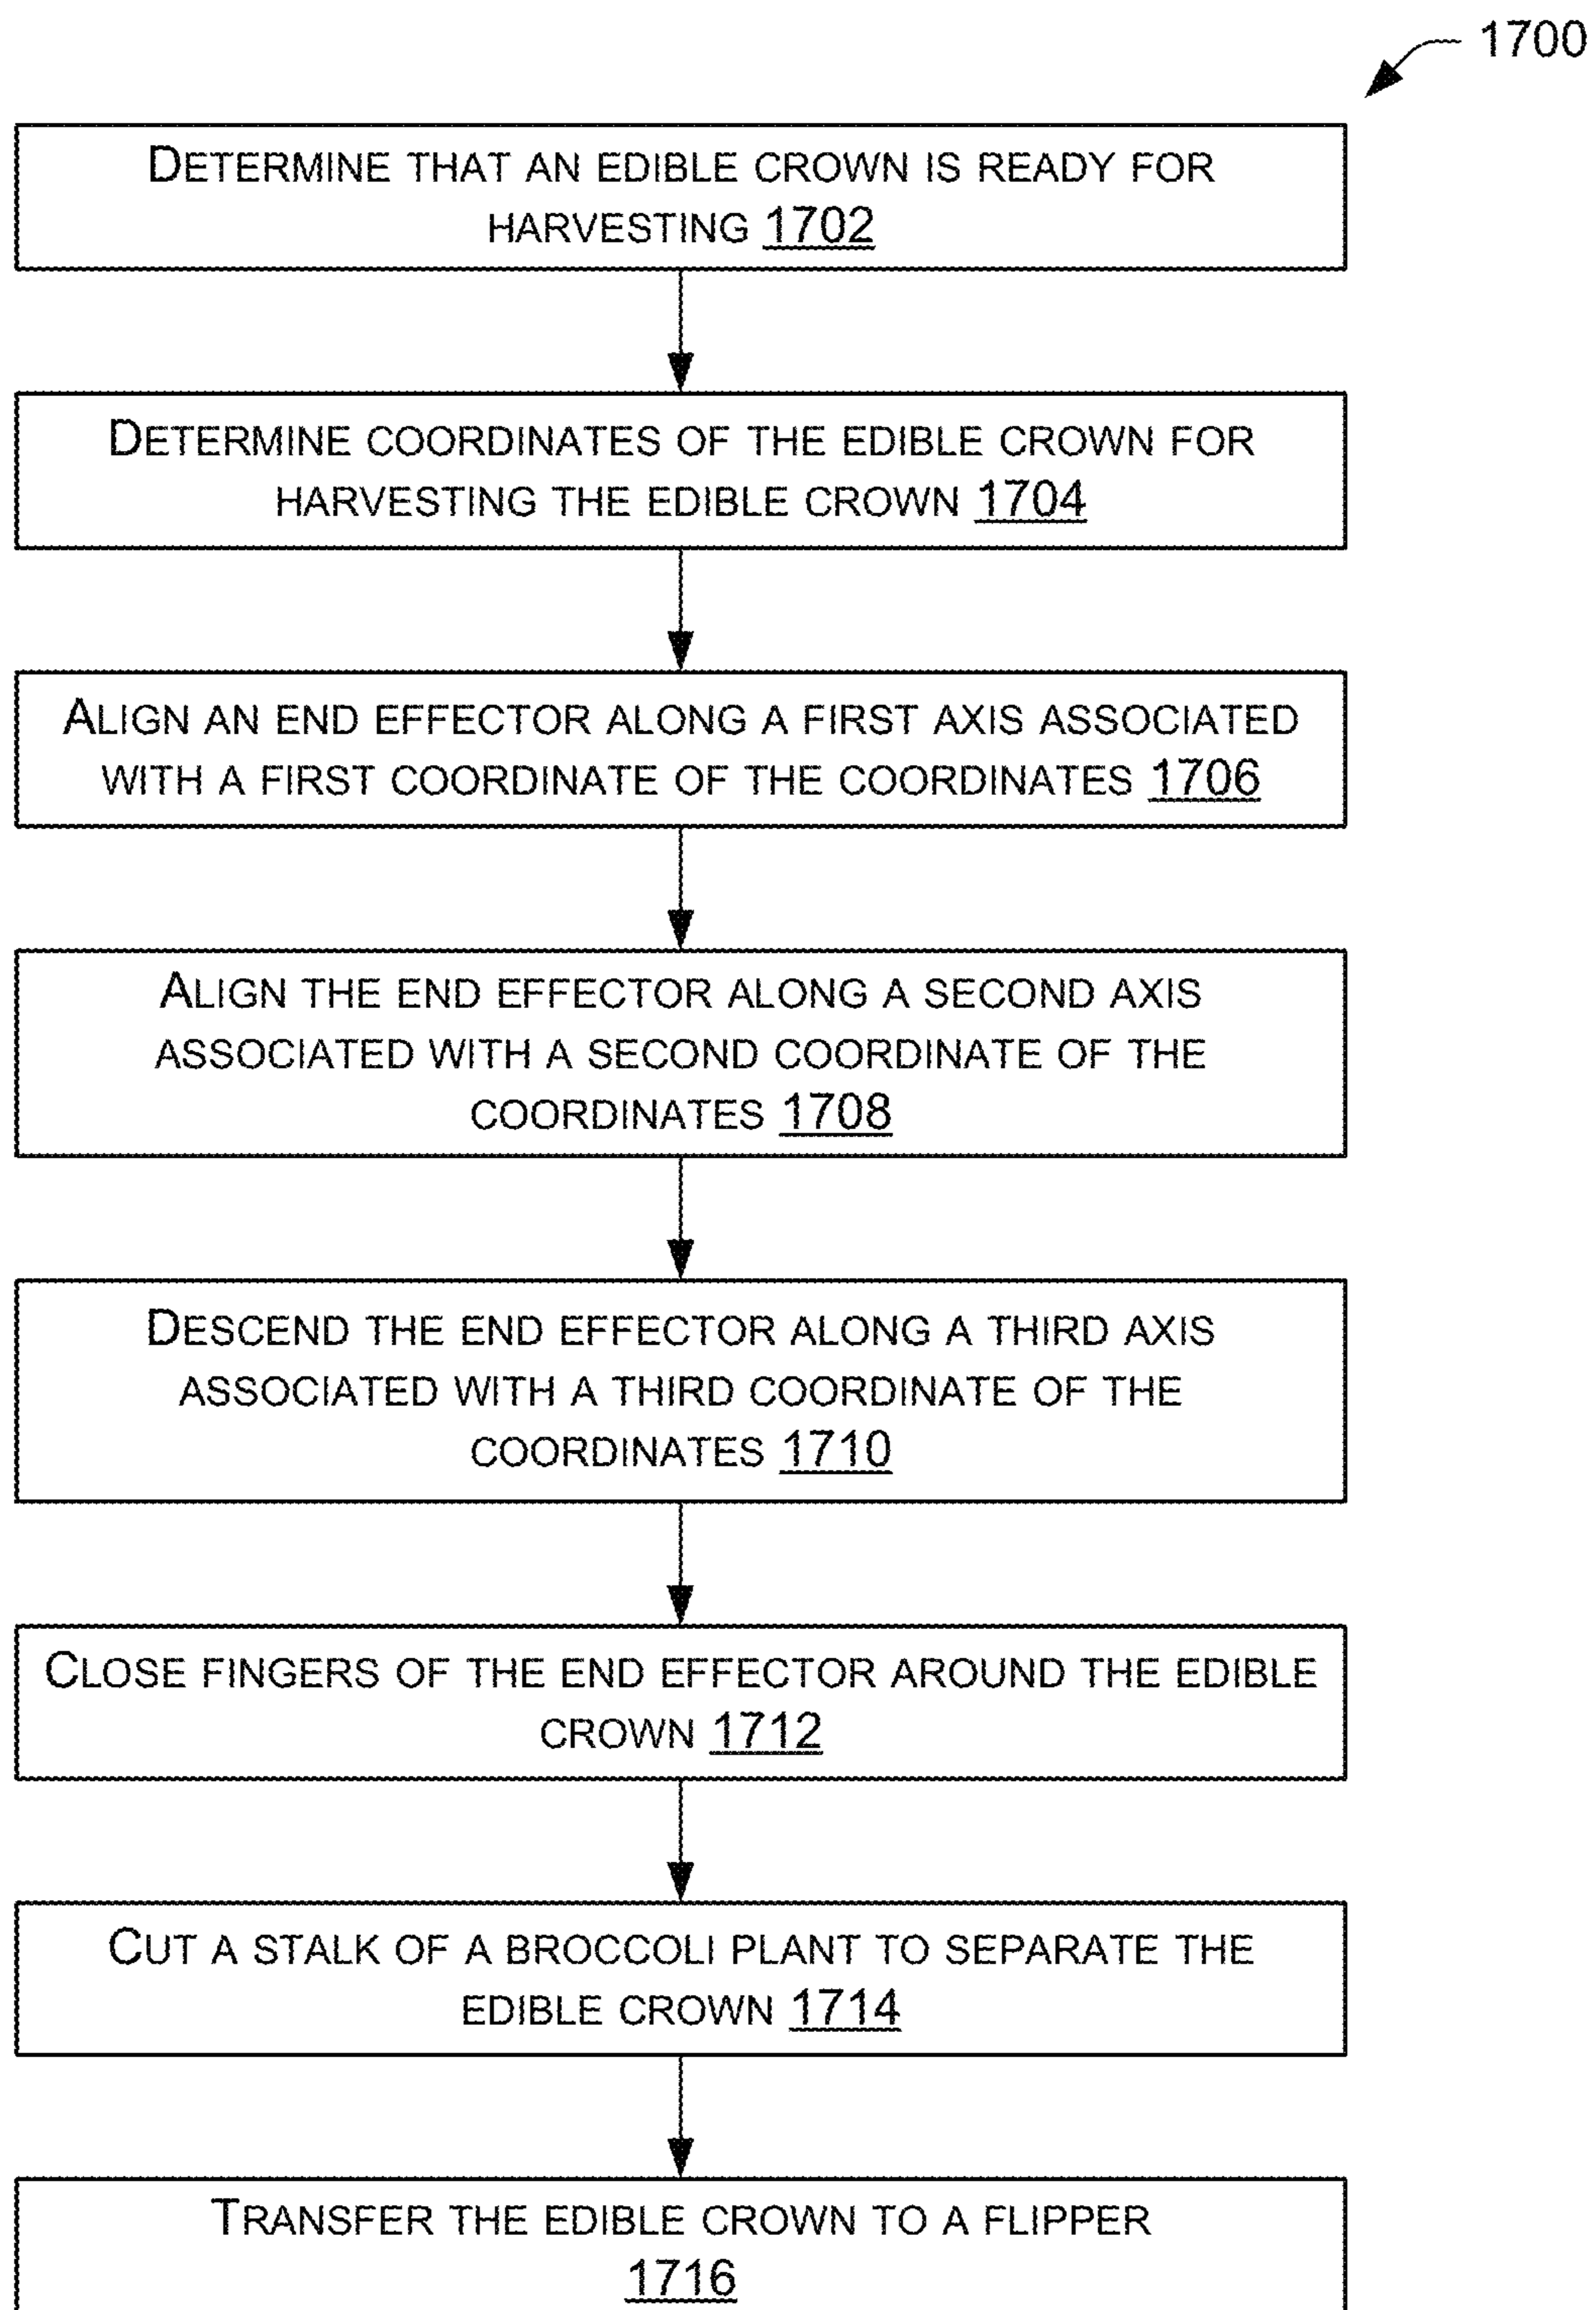 1700
DETERMINE THAT AN EDIBLE CROWN IS READY FOR
HARVESTING 1702
DETERMINE COORDINATES OF THE EDIBLE CROWN FOR
HARVESTING THE EDIBLE CROWN 1704
ALIGN AN END EFFECTOR ALONG A FIRST AXIS ASSOCIATED
WITH A FIRST COORDINATE OF THE COORDINATES 1706
ALIGN THE END EFFECTOR ALONG A SECOND AXIS
ASSOCIATED WITH A SECOND COORDINATE OF THE
COORDINATES 1708
DESCEND THE END EFFECTOR ALONG A THIRD AXIS
ASSOCIATED WITH A THIRD COORDINATE OF THE
COORDINATES 1710
CLOSE FINGERS OF THE END EFFECTOR AROUND THE EDIBLE
CROWN 1712
CUT A STALK OF A BROCCOLI PLANT TO SEPARATE THE
EDIBLE CROWN 1714
TRANSFER THE EDIBLE CROWN TO A FLIPPER
1716